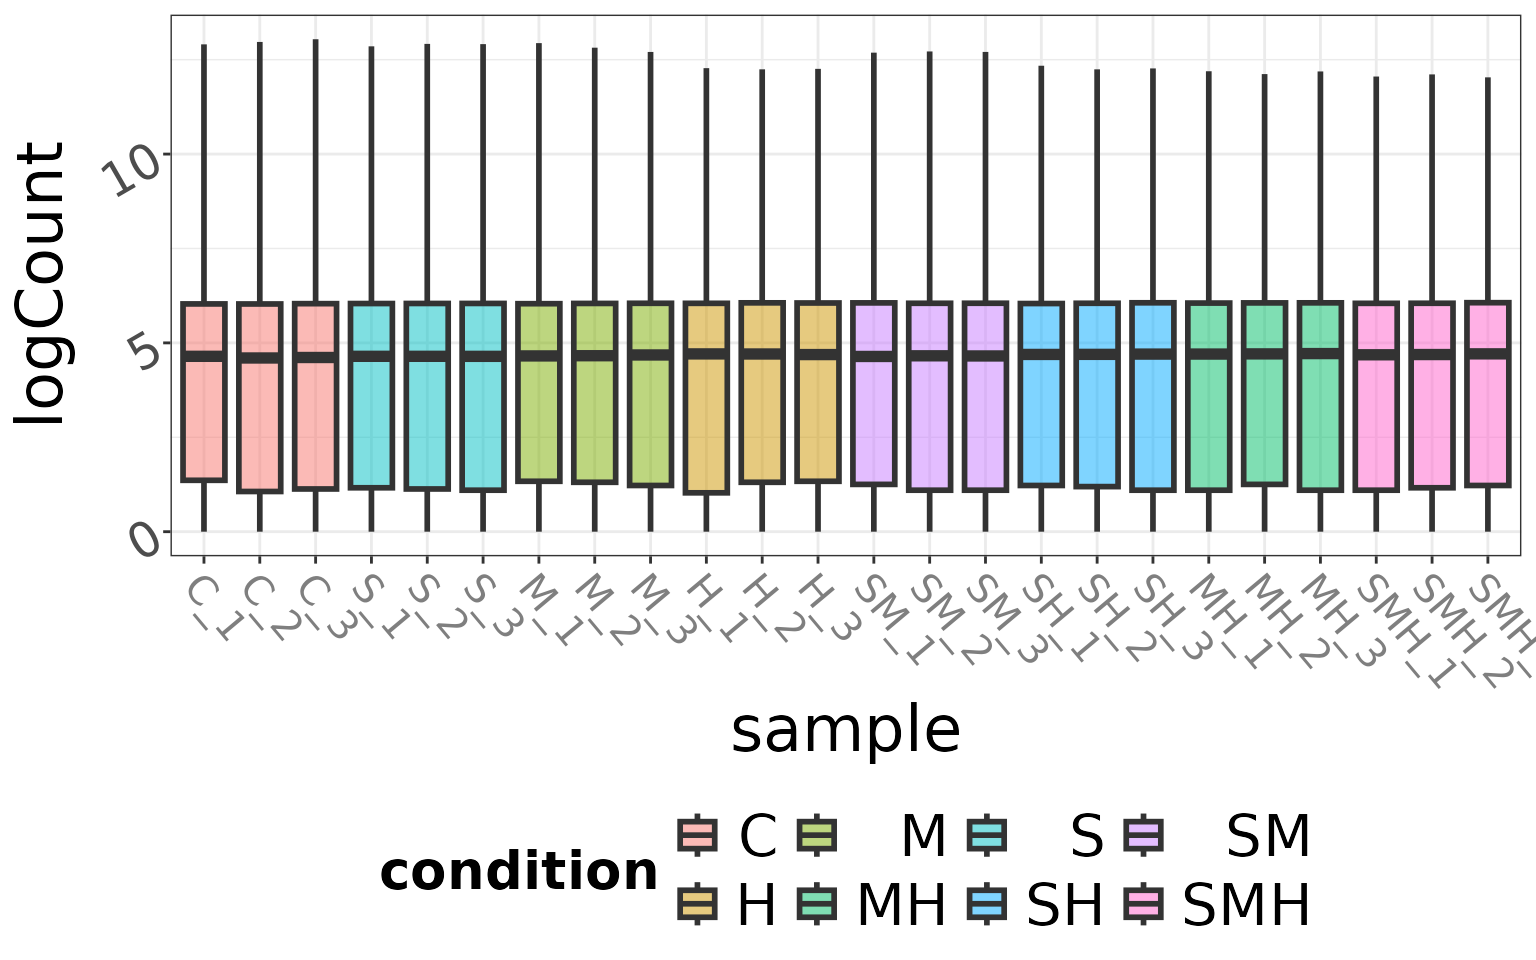 logCount
10
5
0
C_1 C_2 C_3 S_1 S_2 S_3 M_1 M_2 M_3 H_1 H_2 H_3 SM_1 SM_2 SM_3 SH_1 SH_2 SH_3 MH_1 MH_2 MH_3 SMH_1 SMH_2 SMH
sample
C M S SM
condition
H MH SH SMH